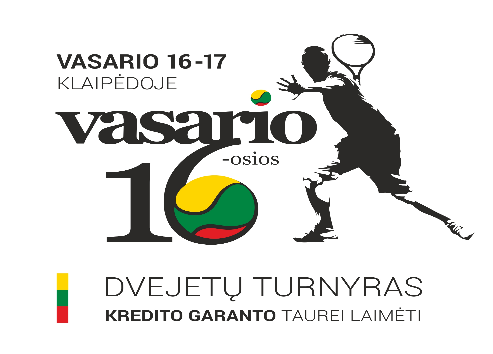 VASARIO 16-17
KLAIPĖDOJE
vasario
16-osios
DVEJETŲ TURNYRAS
KREDITO GARANTO TAUREI LAIMĖTI